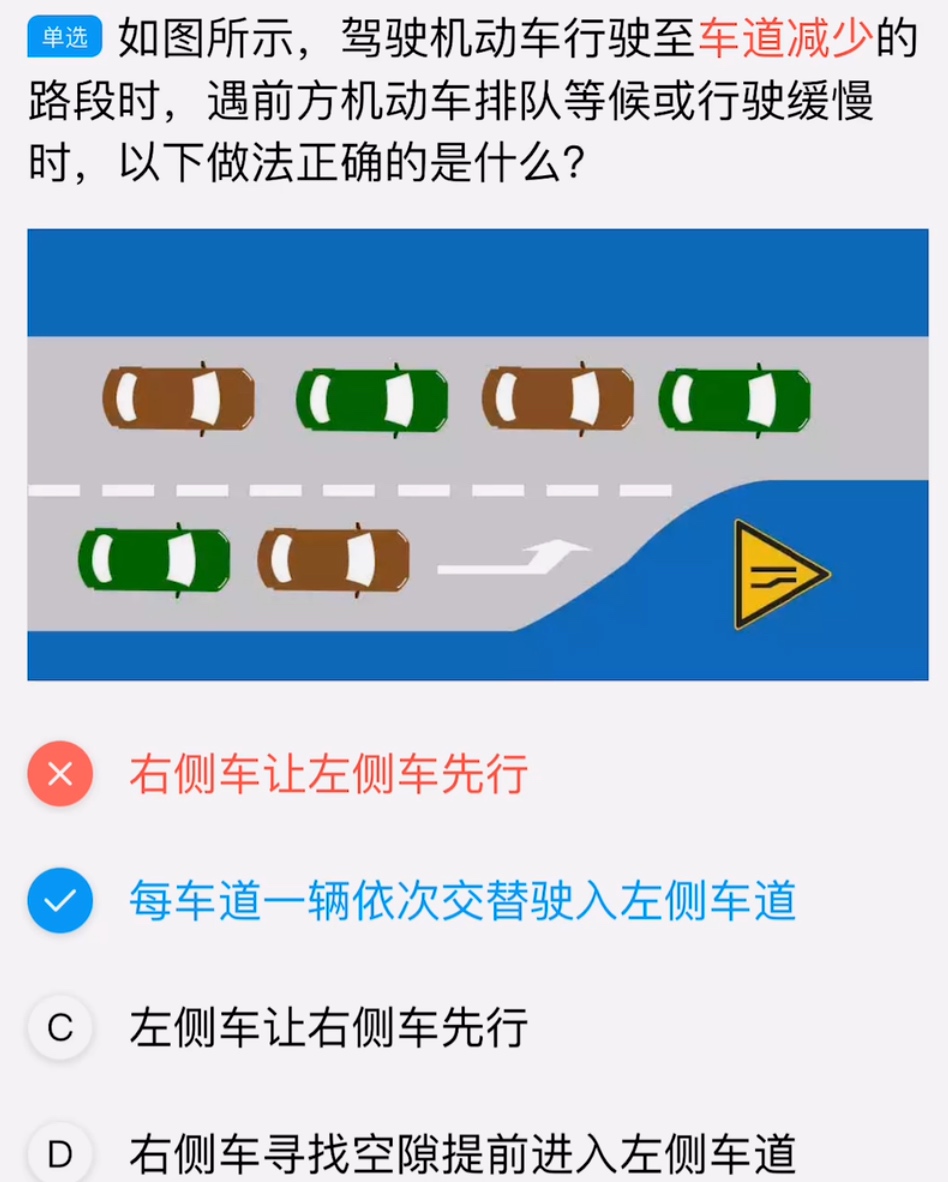 单选 如图所示，驾驶机动车行驶至车道减少的
路段时，遇前方机动车排队等候或行驶缓慢
时，以下做法正确的是什么？
右侧车让左侧车先行
每车道一辆依次交替驶入左侧车道
C 左侧车让右侧车先行
D 右侧车寻找空隙提前进入左侧车道